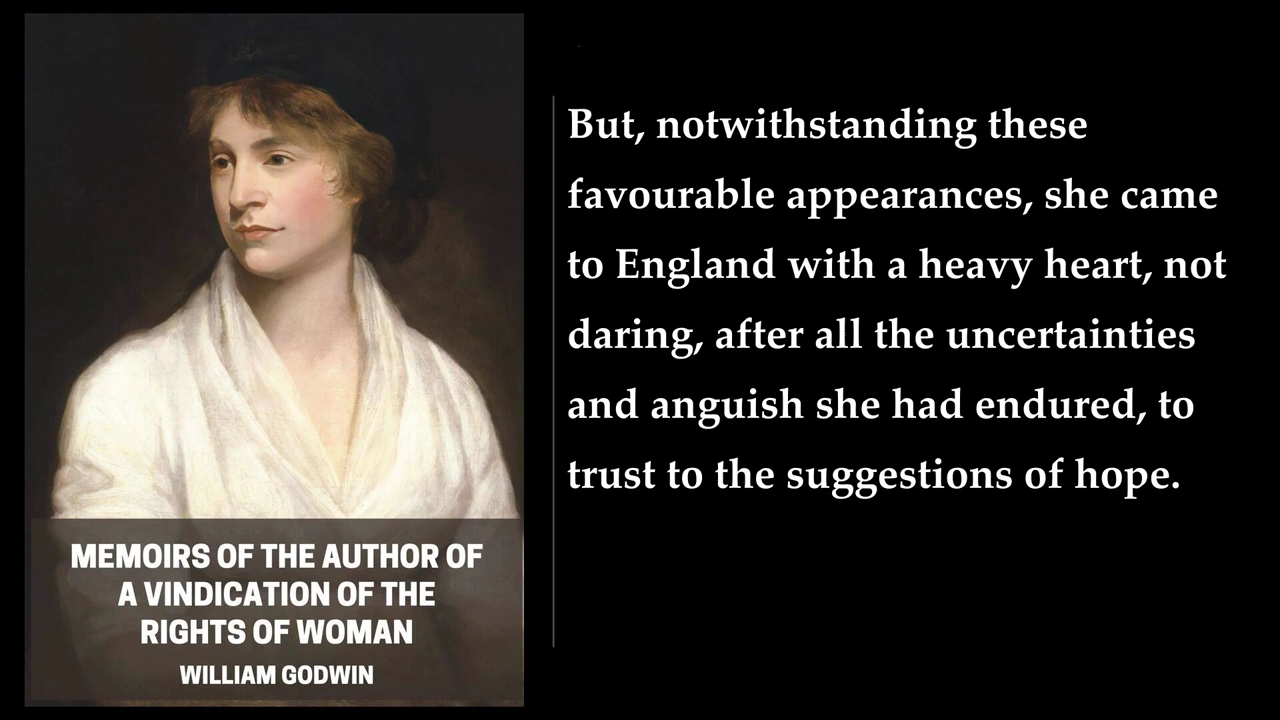 MEMOIRS OF THE AUTHOR OF
A VINDICATION OF THE
RIGHTS OF WOMAN
WILLIAM GODWIN
But, notwithstanding these
favourable appearances, she came
to England with a heavy heart, not
daring, after all the uncertainties
and anguish she had endured, to
trust to the suggestions of hope.